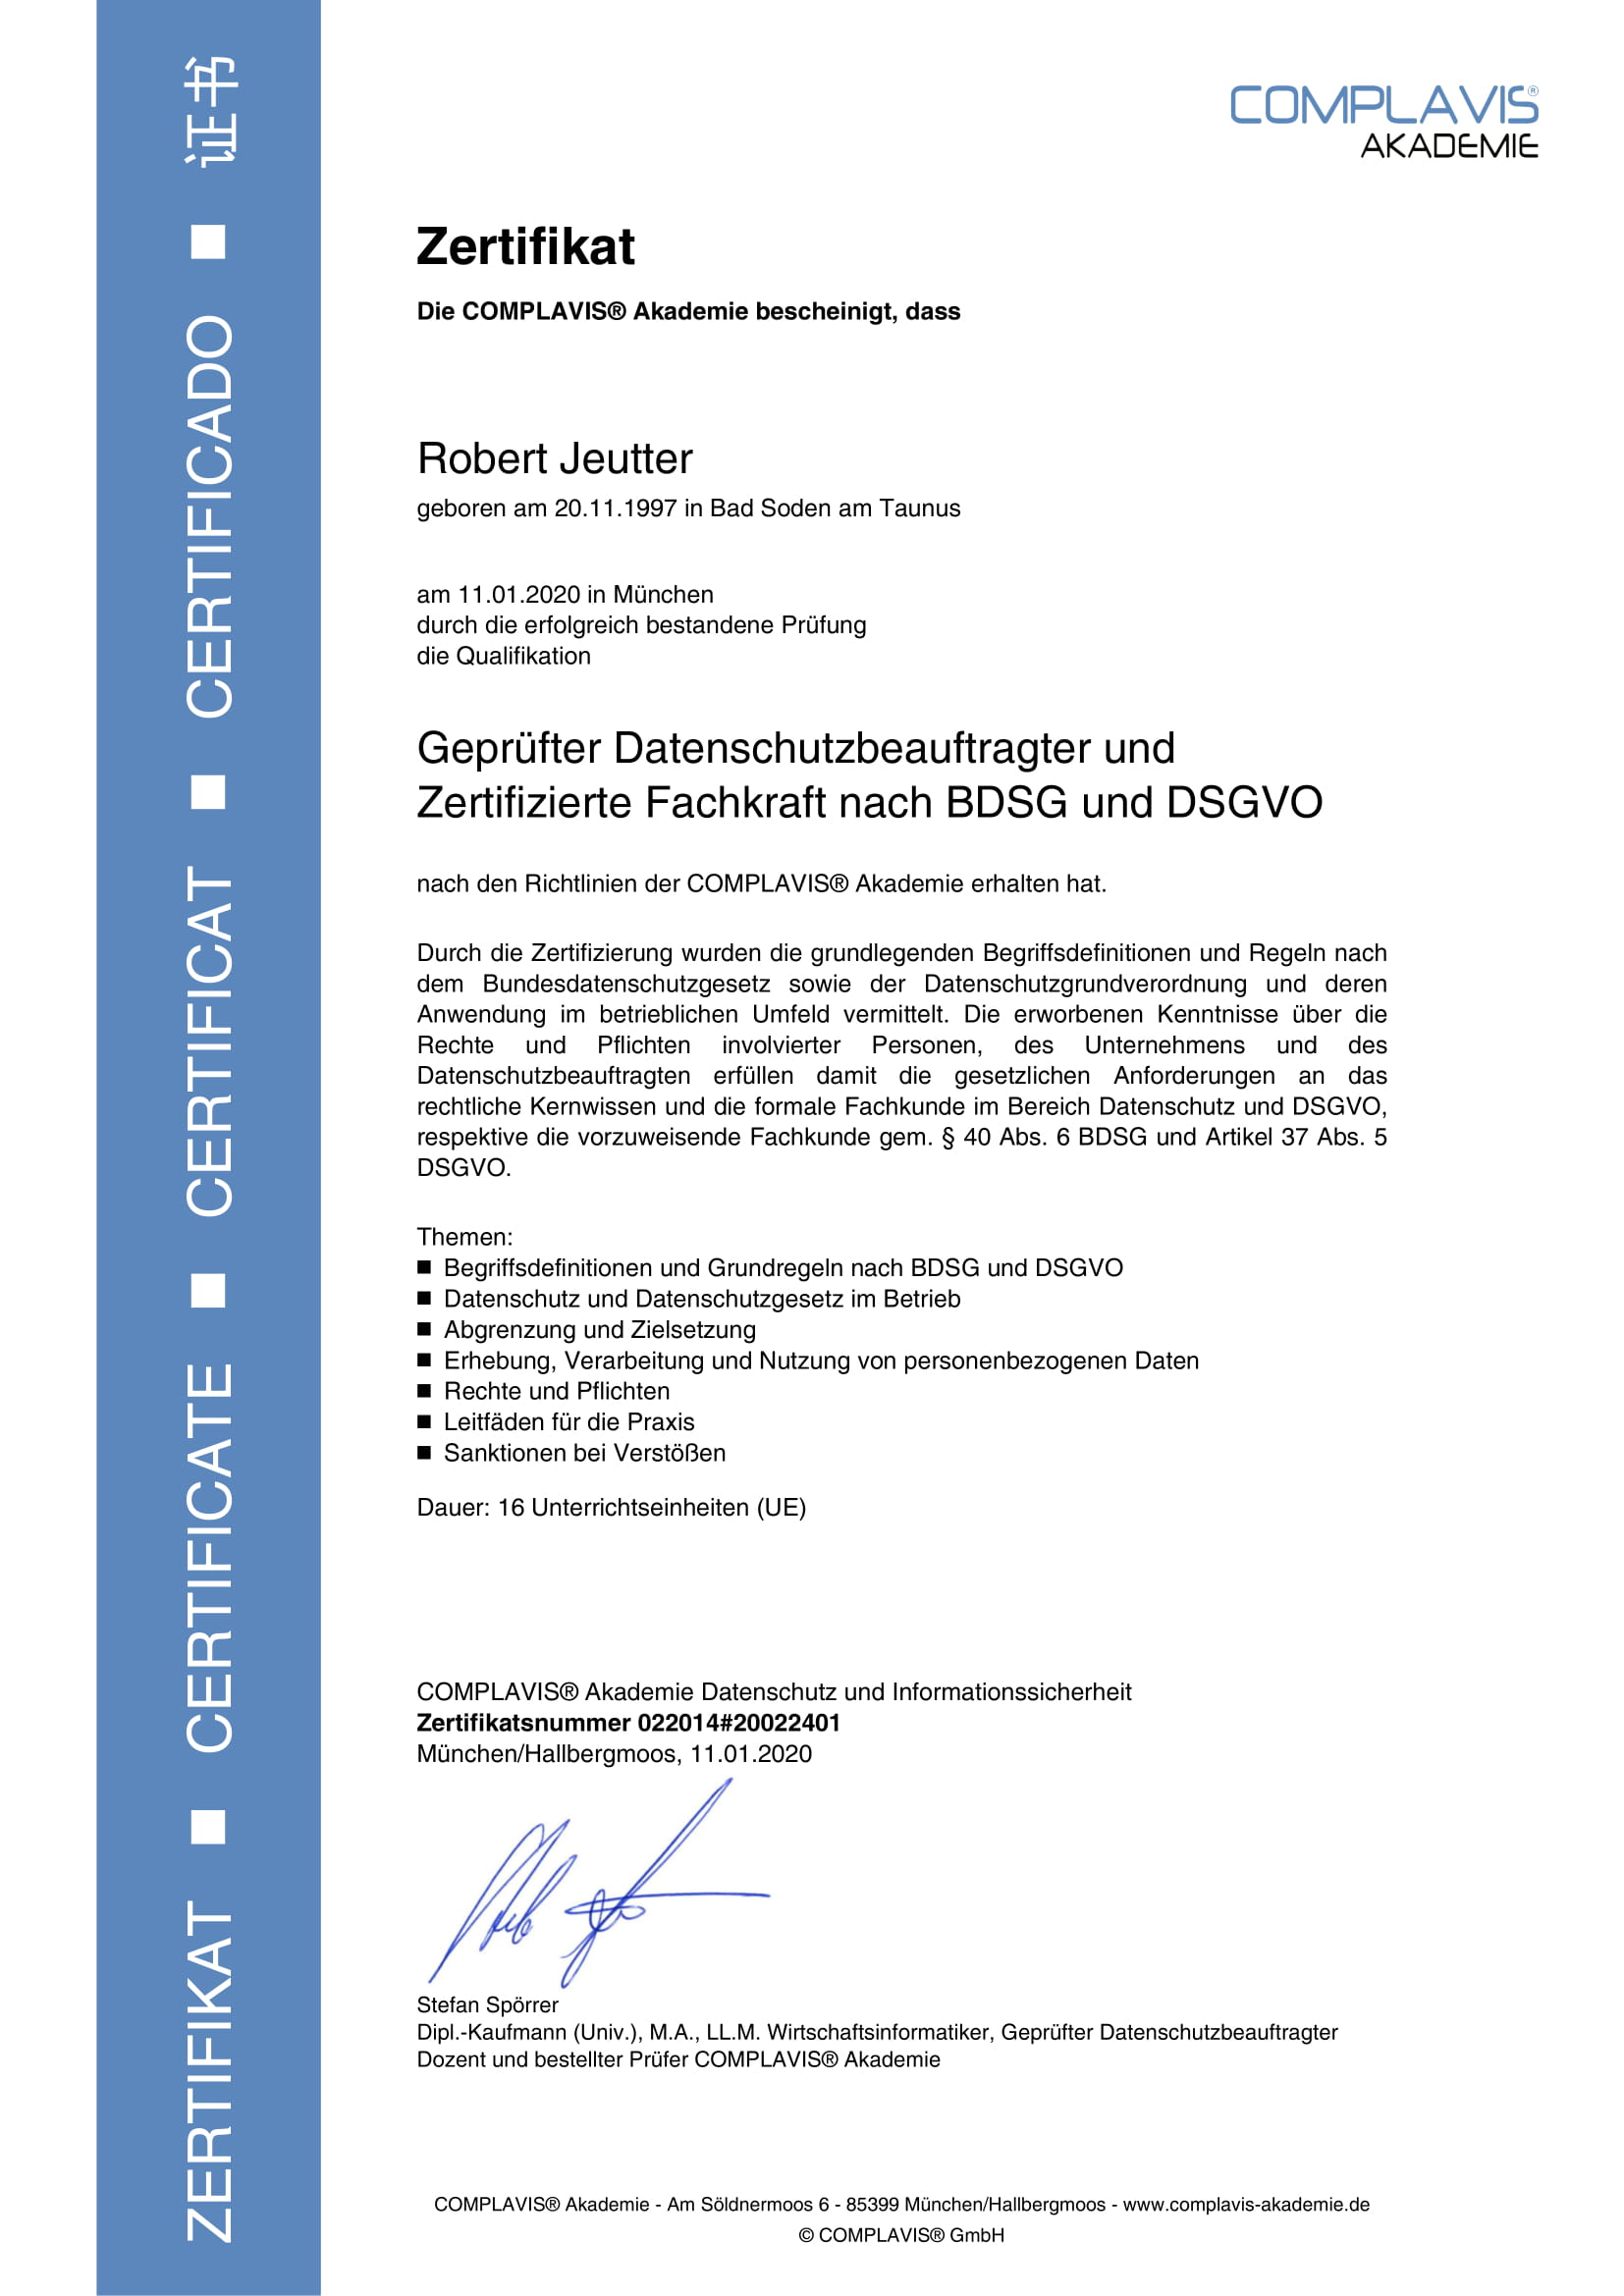 ZERTIFIKAT ■ CERTIFICATE ■ CERTIFICAT ■ CERTIFICADO ■ 证书
COMPLAVIS®
AKADEMIE
Zertifikat
Die COMPLAVIS® Akademie bescheinigt, dass
Robert Jeutter
geboren am 20.11.1997 in Bad Soden am Taunus
am 11.01.2020 in München
durch die erfolgreich bestandene Prüfung
die Qualifikation
Geprüfter Datenschutzbeauftragter und
Zertifizierte Fachkraft nach BDSG und DSGVO
nach den Richtlinien der COMPLAVIS® Akademie erhalten hat.
Durch die Zertifizierung wurden die grundlegenden Begriffsdefinitionen und Regeln nach
dem Bundesdatenschutzgesetz sowie der Datenschutzgrundverordnung und deren
Anwendung im betrieblichen Umfeld vermittelt. Die erworbenen Kenntnisse über die
Rechte und Pflichten involvierter Personen, des Unternehmens und des
Datenschutzbeauftragten erfüllen damit die gesetzlichen Anforderungen an das
rechtliche Kernwissen und die formale Fachkunde im Bereich Datenschutz und DSGVO,
respektive die vorzuweisende Fachkunde gem. § 40 Abs. 6 BDSG und Artikel 37 Abs. 5
DSGVO.
Themen:
■ Begriffsdefinitionen und Grundregeln nach BDSG und DSGVO
■ Datenschutz und Datenschutzgesetz im Betrieb
■ Abgrenzung und Zielsetzung
■ Erhebung, Verarbeitung und Nutzung von personenbezogenen Daten
■ Rechte und Pflichten
■ Leitfäden für die Praxis
■ Sanktionen bei Verstößen
Dauer: 16 Unterrichtseinheiten (UE)
COMPLAVIS® Akademie Datenschutz und Informationssicherheit
Zertifikatsnummer 022014#20022401
München/Hallbergmoos, 11.01.2020
Stefan Spörrer
Dipl.-Kaufmann (Univ.), M.A., LL.M. Wirtschaftsinformatiker, Geprüfter Datenschutzbeauftragter
Dozent und bestellter Prüfer COMPLAVIS® Akademie
COMPLAVIS® Akademie - Am Söldnermoos 6 - 85399 München/Hallbergmoos - www.complavis-akademie.de
© COMPLAVIS® GmbH